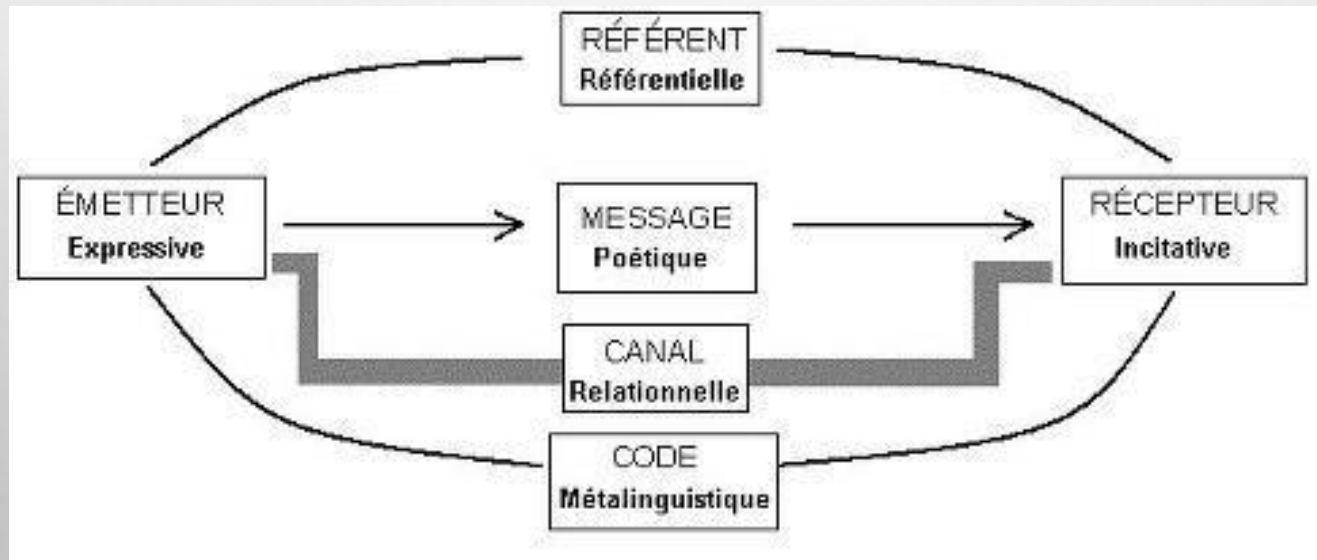 RÉFÉRENT
Référentielle
ÉMETTEUR
Expressive
MESSAGE
Poétique
RÉCEPTEUR
Incitative
CANAL
Relationnelle
CODE
Métalinguistique